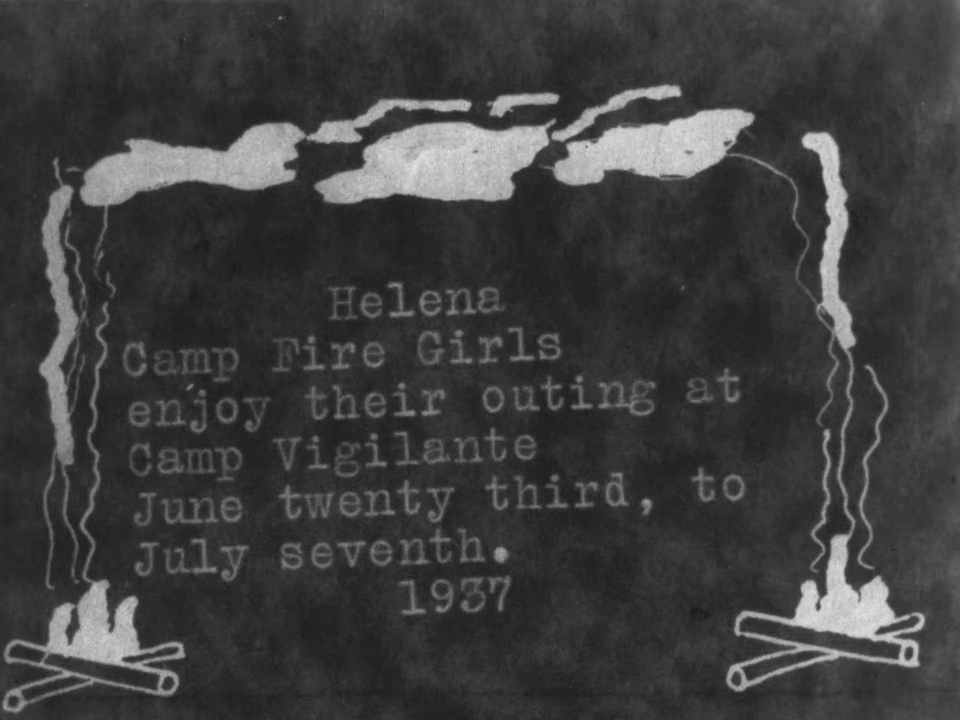 Helena
Camp Fire Girls
enjoy their outing at
Camp Vigilante
June twenty third, to
July seventh.
1937